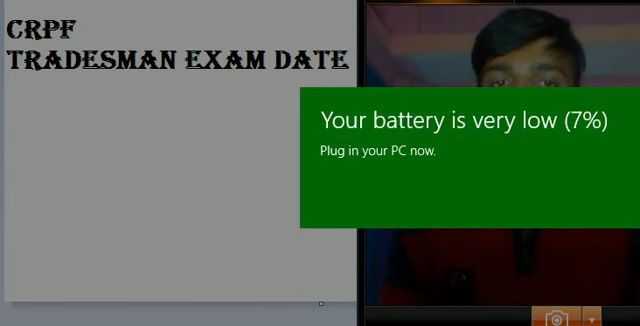 CRPF
TRADESMAN EXAM DATE
Your battery is very low (7%)
Plug in your PC now.